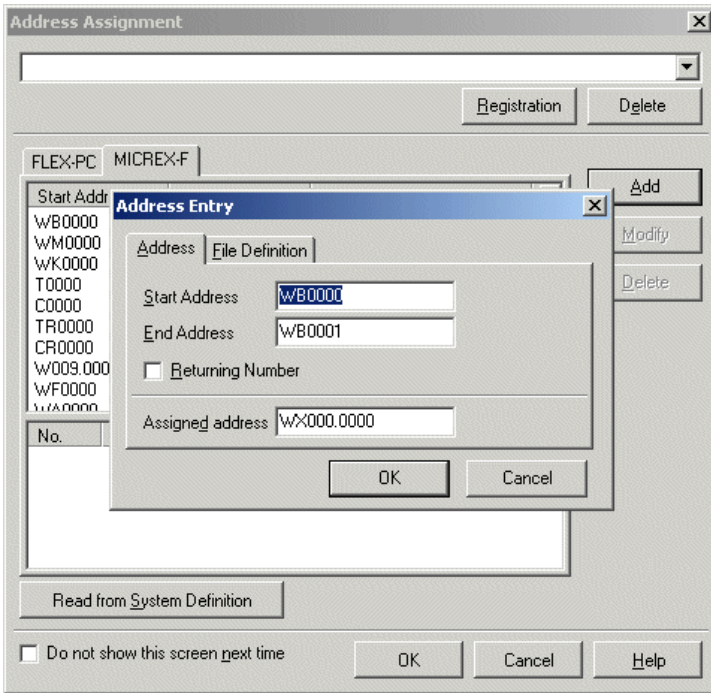 Address Assignment
Registration Delete
FLEX-PC MICREX-F
Start Addr
Add
Address Entry
WB0000
WM0000
Modify
Address File Definition
WK0000
T0000
Delete
Start Address WB0000
C0000
TR0000
End Address WB0001
CR0000
W009.000
Returning Number
WF0000
WA0000
Assigned address WX000.0000
No.
OK Cancel
Read from System Definition
Do not show this screen next time
OK Cancel Help